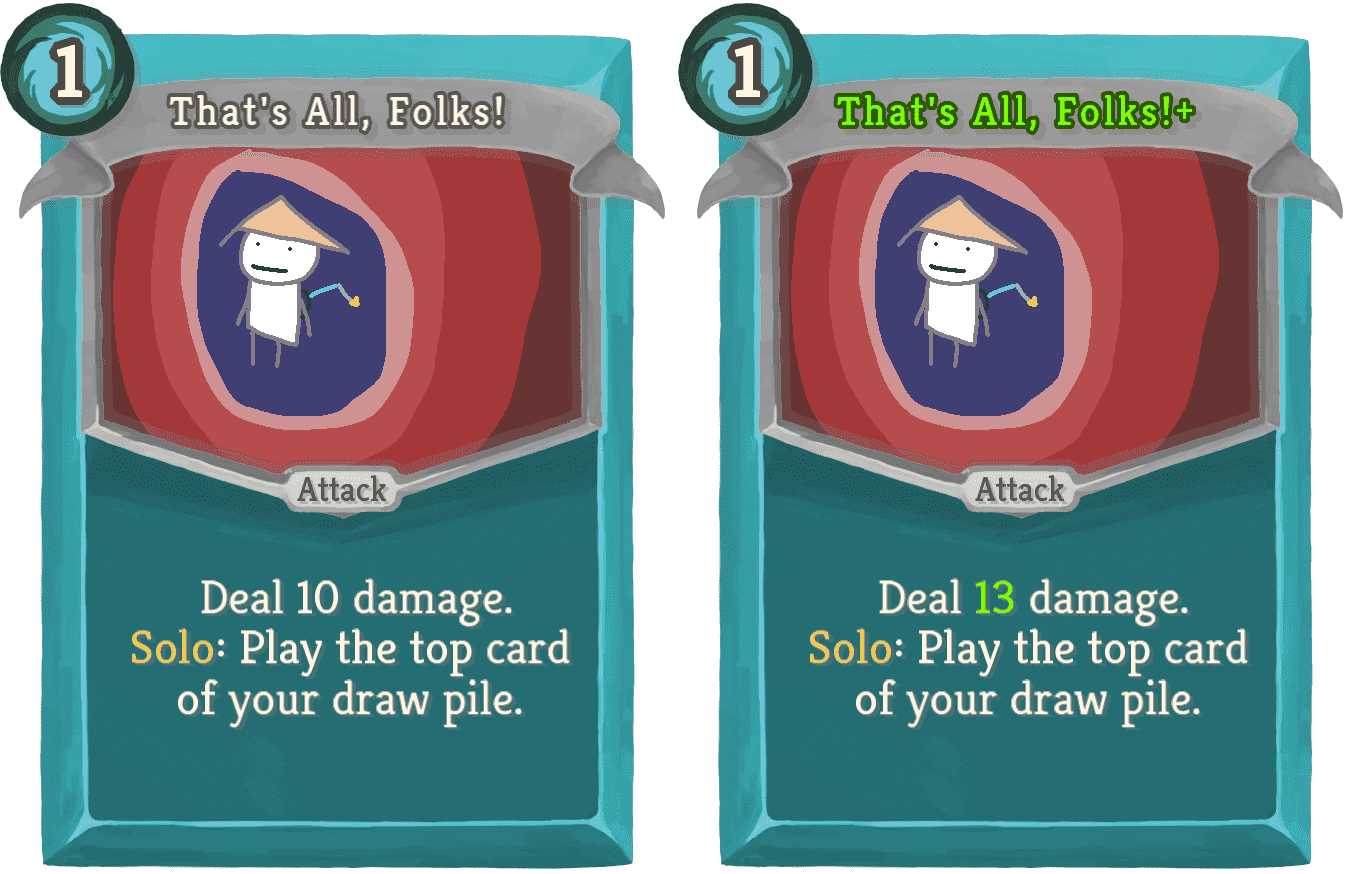 1
That's All, Folks!
Attack
Deal 10 damage.
Solo: Play the top card
of your draw pile.
1
That's All, Folks!+
Attack
Deal 13 damage.
Solo: Play the top card
of your draw pile.